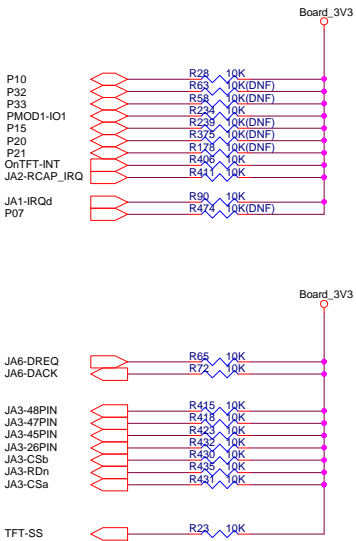 Board_3V3
P10 R28 10K
P32 R63 10K(DNF)
P33 R58 10K(DNF)
PMOD1-IO1 R234 10K
P15 R239 10K(DNF)
P20 R375 10K(DNF)
P21 R178 10K(DNF)
OnTFT-INT R406 10K
JA2-RCAP_IRQ R411 10K
JA1-IRQd R90 10K
P07 R474 10K(DNF)
Board_3V3
JA6-DREQ R65 10K
JA6-DACK R72 10K
JA3-48PIN R415 10K
JA3-47PIN R418 10K
JA3-45PIN R423 10K
JA3-26PIN R432 10K
JA3-CSb R430 10K
JA3-RDn R435 10K
JA3-CSa R431 10K
TFT-SS R23 10K